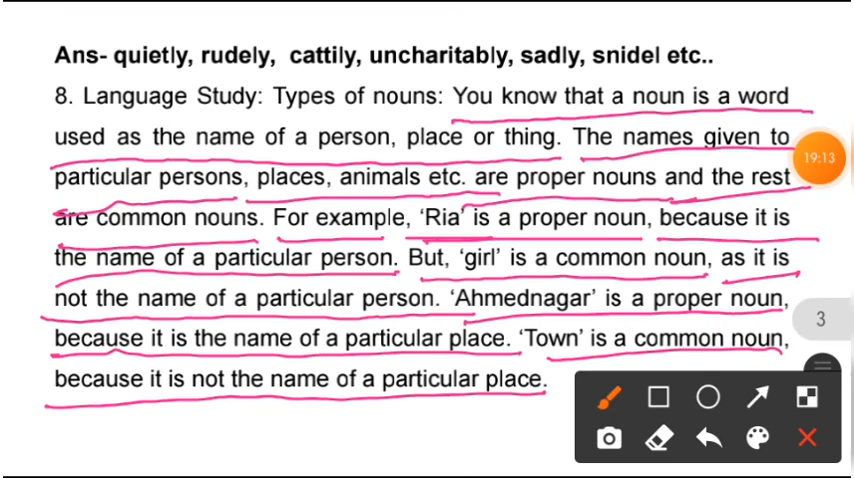 Ans- quietly, rudely, cattily, uncharitably, sadly, snidel etc..
8. Language Study: Types of nouns: You know that a noun is a word
used as the name of a person, place or thing. The names given to
particular persons, places, animals etc. are proper nouns and the rest
are common nouns. For example, ‘Ria’ is a proper noun, because it is
the name of a particular person. But, ‘girl’ is a common noun, as it is
not the name of a particular person. ‘Ahmednagar’ is a proper noun,
because it is the name of a particular place. ‘Town’ is a common noun,
because it is not the name of a particular place.
19:13
3